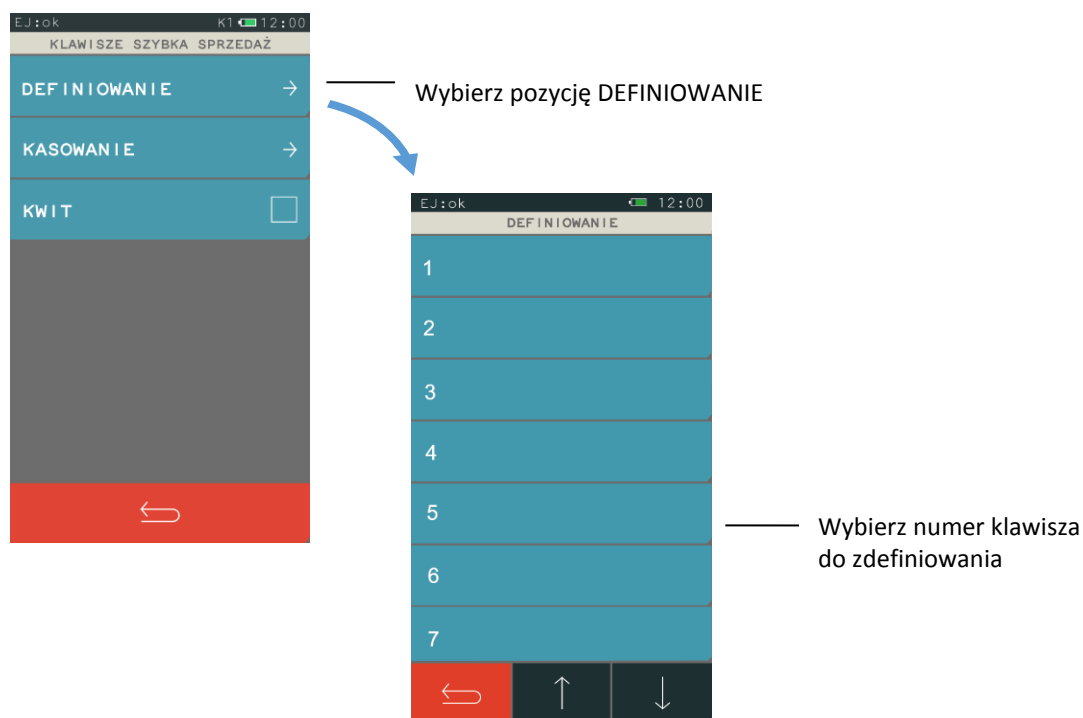 EJ:ok K1 12:00
KLAWISZE SZYBKA SPRZEDAŻ
DEFINIOWANIE
KASOWANIE
KWIT
Wybierz pozycję DEFINIOWANIE
EJ:ok 12:00
DEFINIOWANIE
1
2
3
4
5
6
7
Wybierz numer klawisza
do zdefiniowania